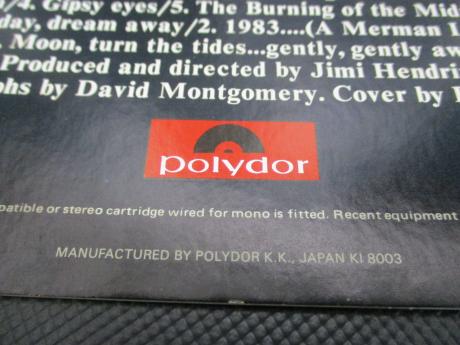 /4. Gipsy eyes/5. The Burning of the Mid
day, dream away/2. 1983....(A Merman
Moon, turn the tides...gently, gently aw
Produced and directed by Jimi Hendri
phs by David Montgomery. Cover by
polydor
patible or stereo cartridge wired for mono is fitted. Recent equipment
MANUFACTURED BY POLYDOR K.K., JAPAN KI 8003